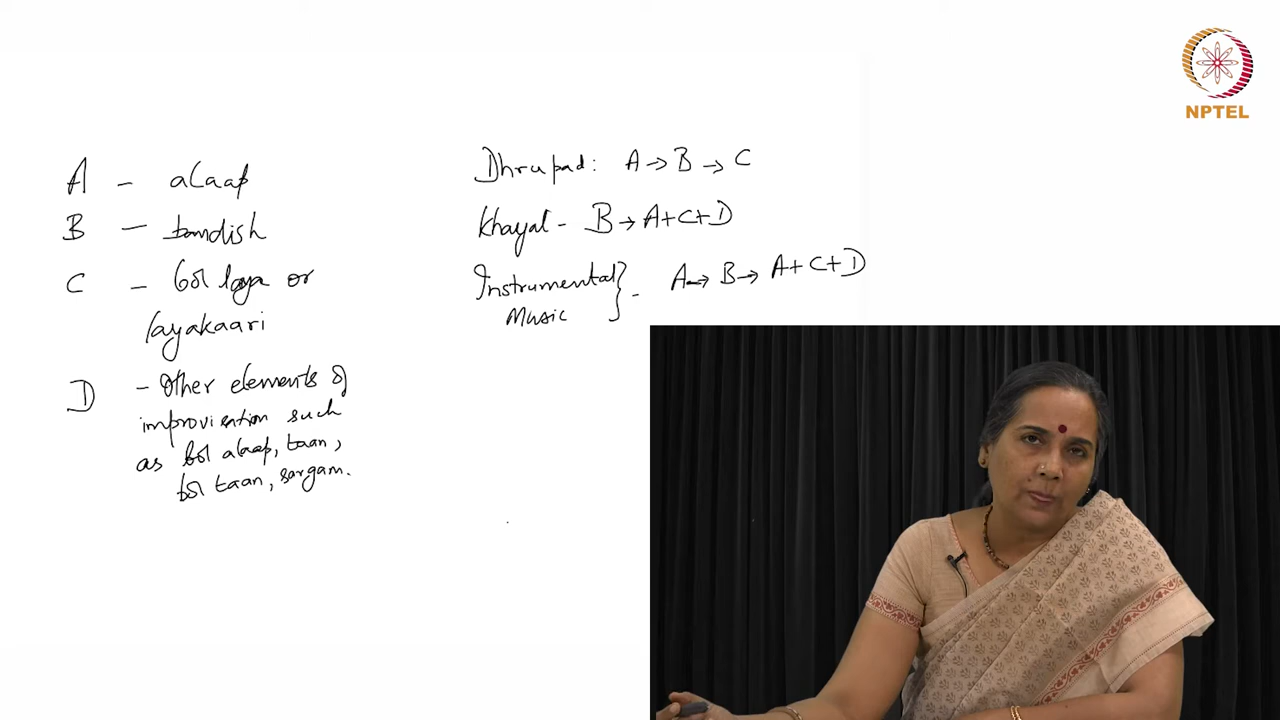 NPTEL
A - alaap
B - bandish
C - bol laya or
layakaari
D - Other elements of
improvisation such
as bol alaap, taan,
bol taan, sargam.
Dhrupad: A → B → C
Khayal - B → A + C + D
Instrumental } - A → B → A + C + D
Music